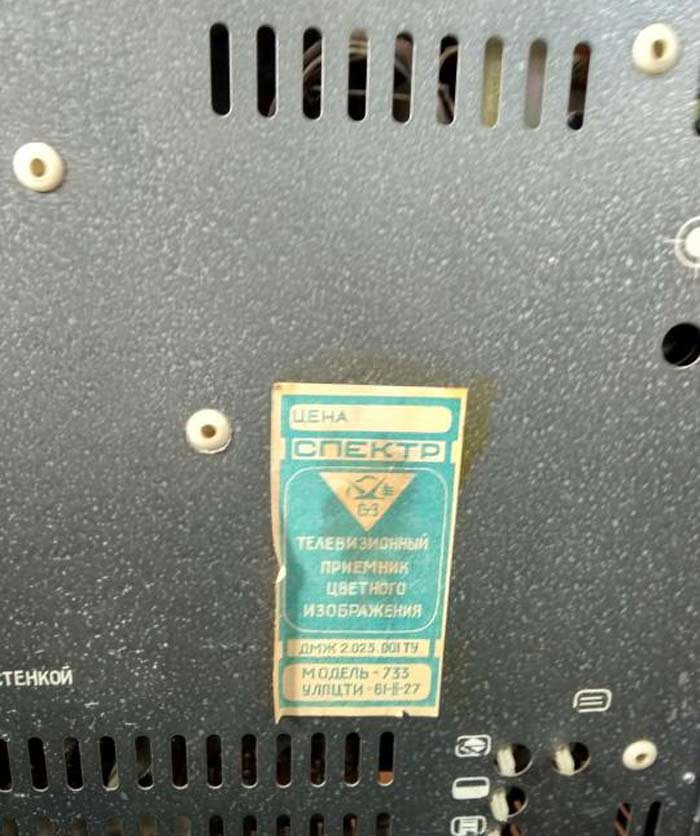 ЦЕНА
СПЕКТР
ТЕЛЕВИЗИОННЫЙ
ПРИЕМНИК
ЦВЕТНОГО
ИЗОБРАЖЕНИЯ
ДМЖ 2.025.001 ТУ
МОДЕЛЬ-733
УЛПЦТИ-61-II-27
СТЕНКОЙ